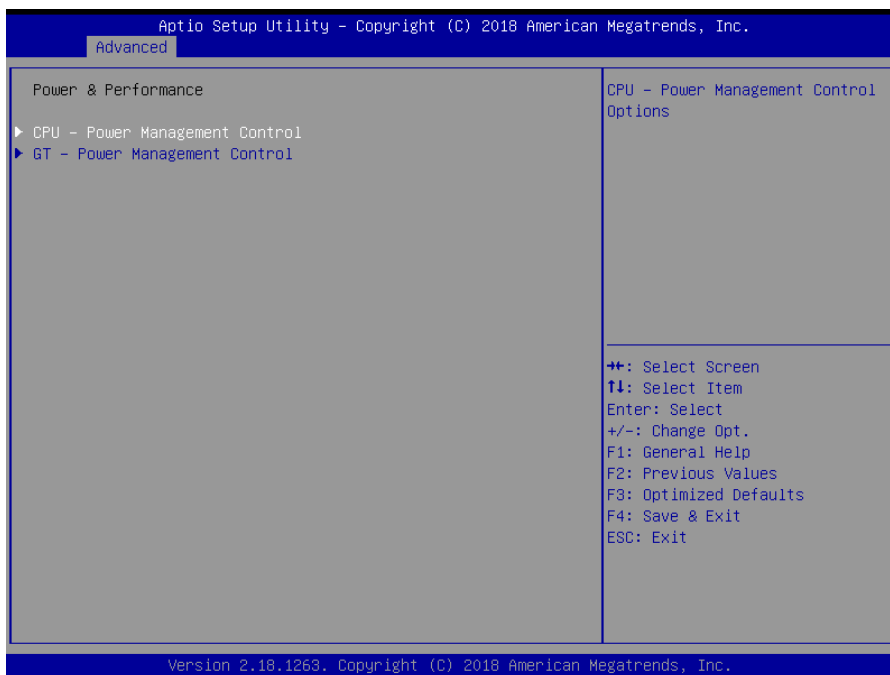 Aptio Setup Utility – Copyright (C) 2018 American Megatrends, Inc.
Advanced
Power & Performance
CPU – Power Management Control
GT – Power Management Control
CPU – Power Management Control
Options
→←: Select Screen
↑↓: Select Item
Enter: Select
+/-: Change Opt.
F1: General Help
F2: Previous Values
F3: Optimized Defaults
F4: Save & Exit
ESC: Exit
Version 2.18.1263. Copyright (C) 2018 American Megatrends, Inc.